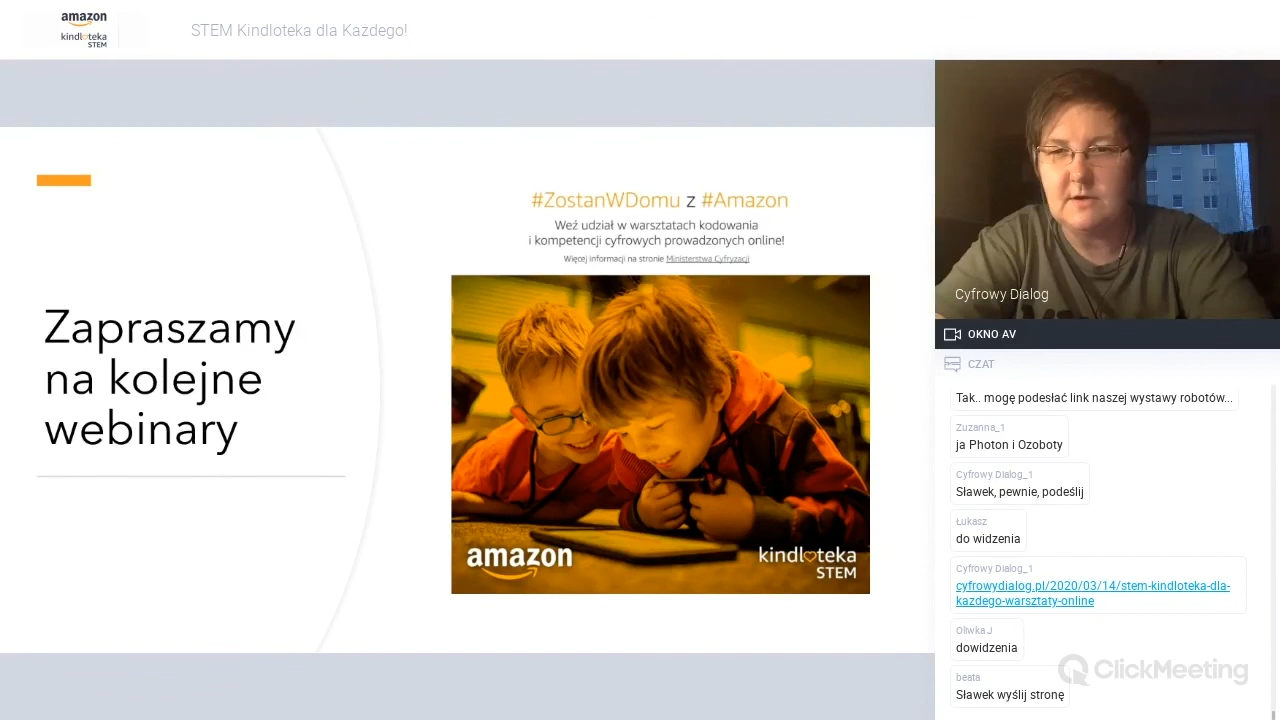 amazon
kindloteka
STEM
STEM Kindloteka dla Każdego!
#ZostanWDomu z #Amazon
Weź udział w warsztatach kodowania
i kompetencji cyfrowych prowadzonych online!
Więcej informacji na stronie Ministerstwa Cyfryzacji
Zapraszamy
na kolejne
webinary
amazon
kindloteka
STEM
Cyfrowy Dialog
OKNO AV
CZAT
Tak.. mogę podesłać link naszej wystawy robotów...
Zuzanna_1
ja Photon i Ozoboty
Cyfrowy Dialog_1
Sławek, pewnie, podeślij
Łukasz
do widzenia
Cyfrowy Dialog_1
cyfrowydialog.pl/2020/03/14/stem-kindloteka-dla-
kazdego-warsztaty-online
Oliwka J
dowidzenia
beata
Sławek wyślij stronę
ClickMeeting